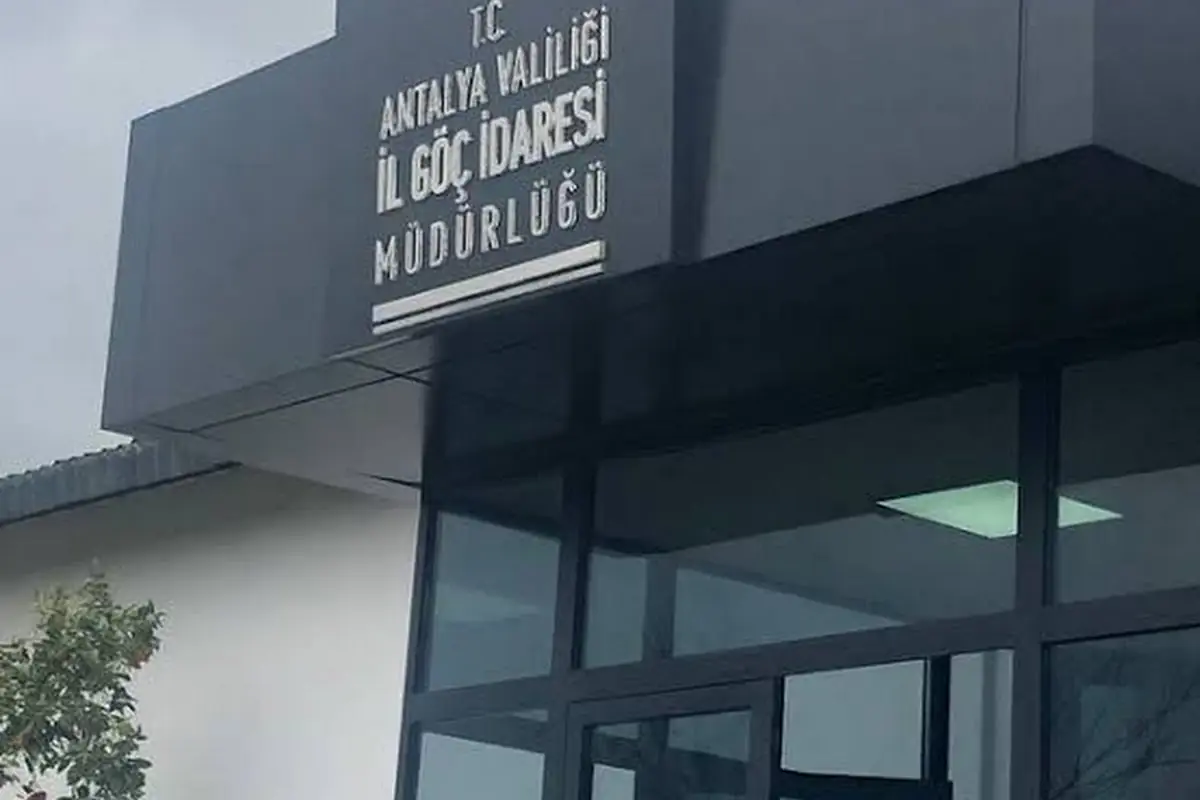 T.C.
ANTALYA VALİLİĞİ
İL GÖÇ İDARESİ
MÜDÜRLÜĞÜ